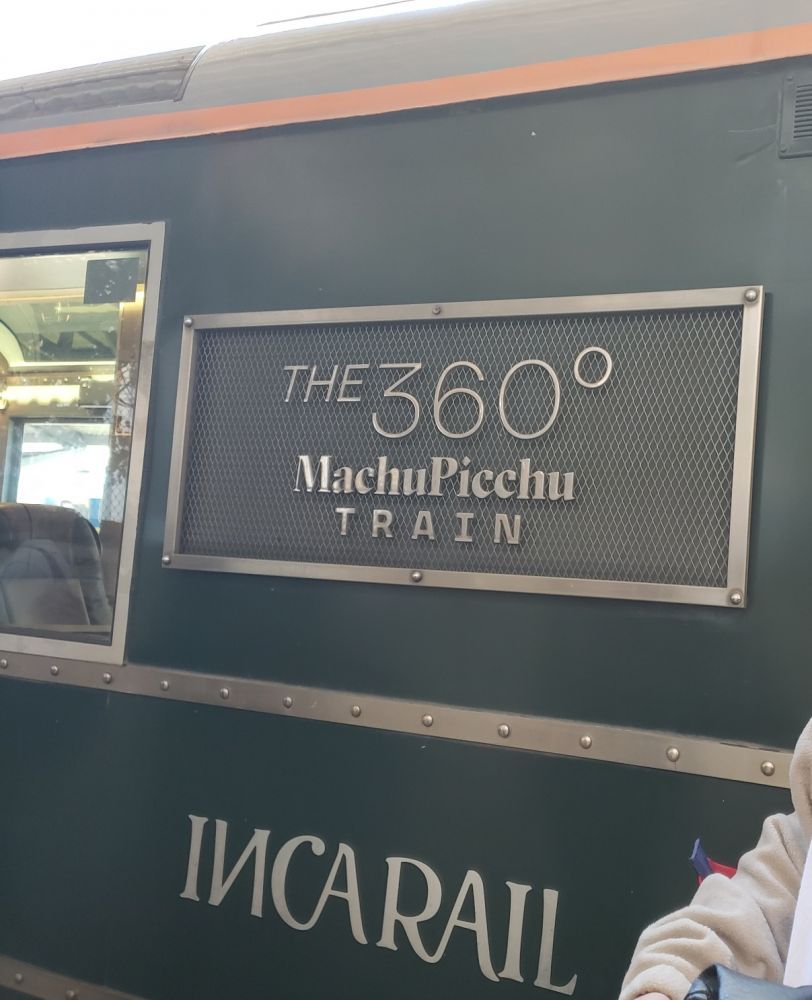 THE 360°
MachuPicchu
TRAIN
INCARAIL